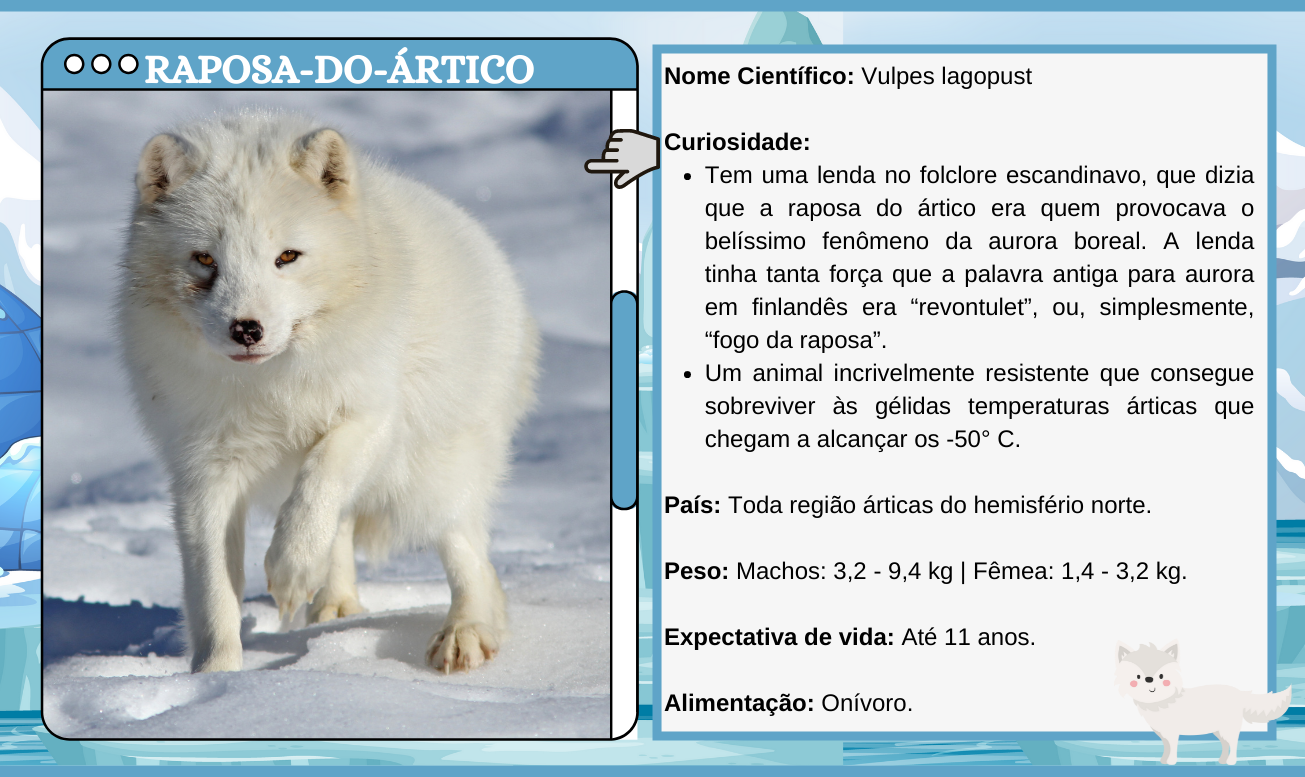 RAPOSA-DO-ÁRTICO
Nome Científico: Vulpes lagopust
Curiosidade:
• Tem uma lenda no folclore escandinavo, que dizia
que a raposa do ártico era quem provocava o
belíssimo fenômeno da aurora boreal. A lenda
tinha tanta força que a palavra antiga para aurora
em finlandês era “revontulet”, ou, simplesmente,
“fogo da raposa”.
• Um animal incrivelmente resistente que consegue
sobreviver às gélidas temperaturas árticas que
chegam a alcançar os -50° C.
País: Toda região árticas do hemisfério norte.
Peso: Machos: 3,2 - 9,4 kg | Fêmea: 1,4 - 3,2 kg.
Expectativa de vida: Até 11 anos.
Alimentação: Onívoro.